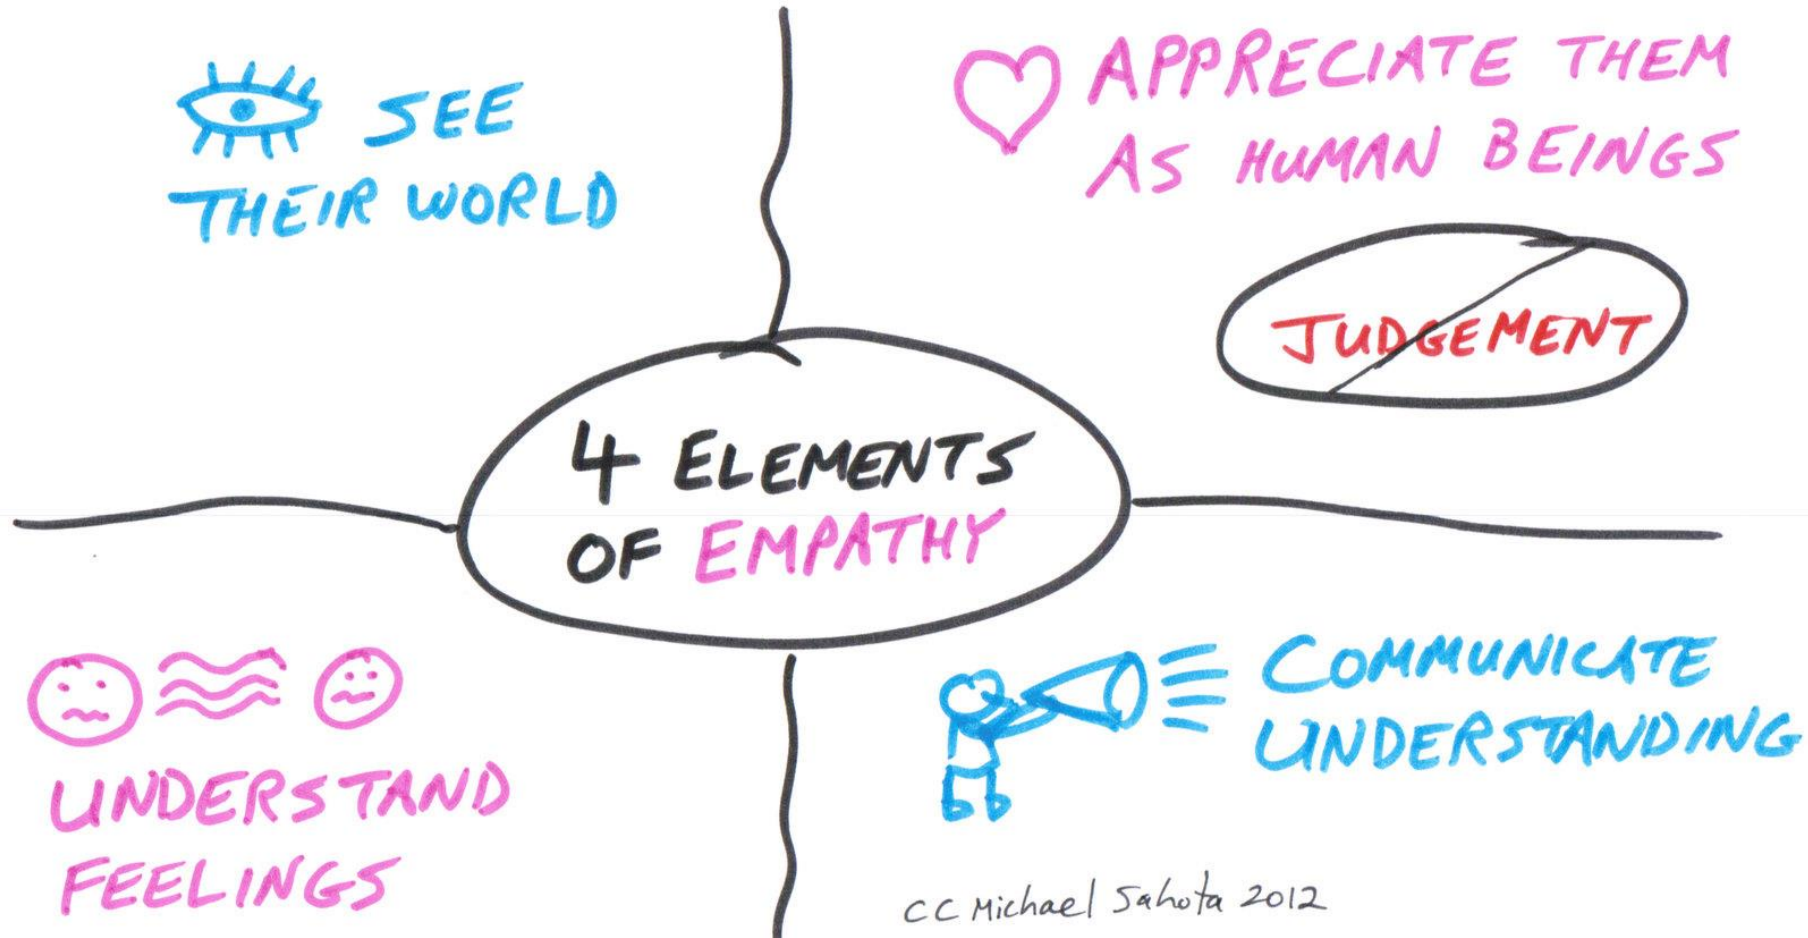 SEE
THEIR WORLD
APPRECIATE THEM
AS HUMAN BEINGS
JUDGEMENT
4 ELEMENTS
OF EMPATHY
UNDERSTAND
FEELINGS
COMMUNICATE
UNDERSTANDING
CC Michael Sahota 2012